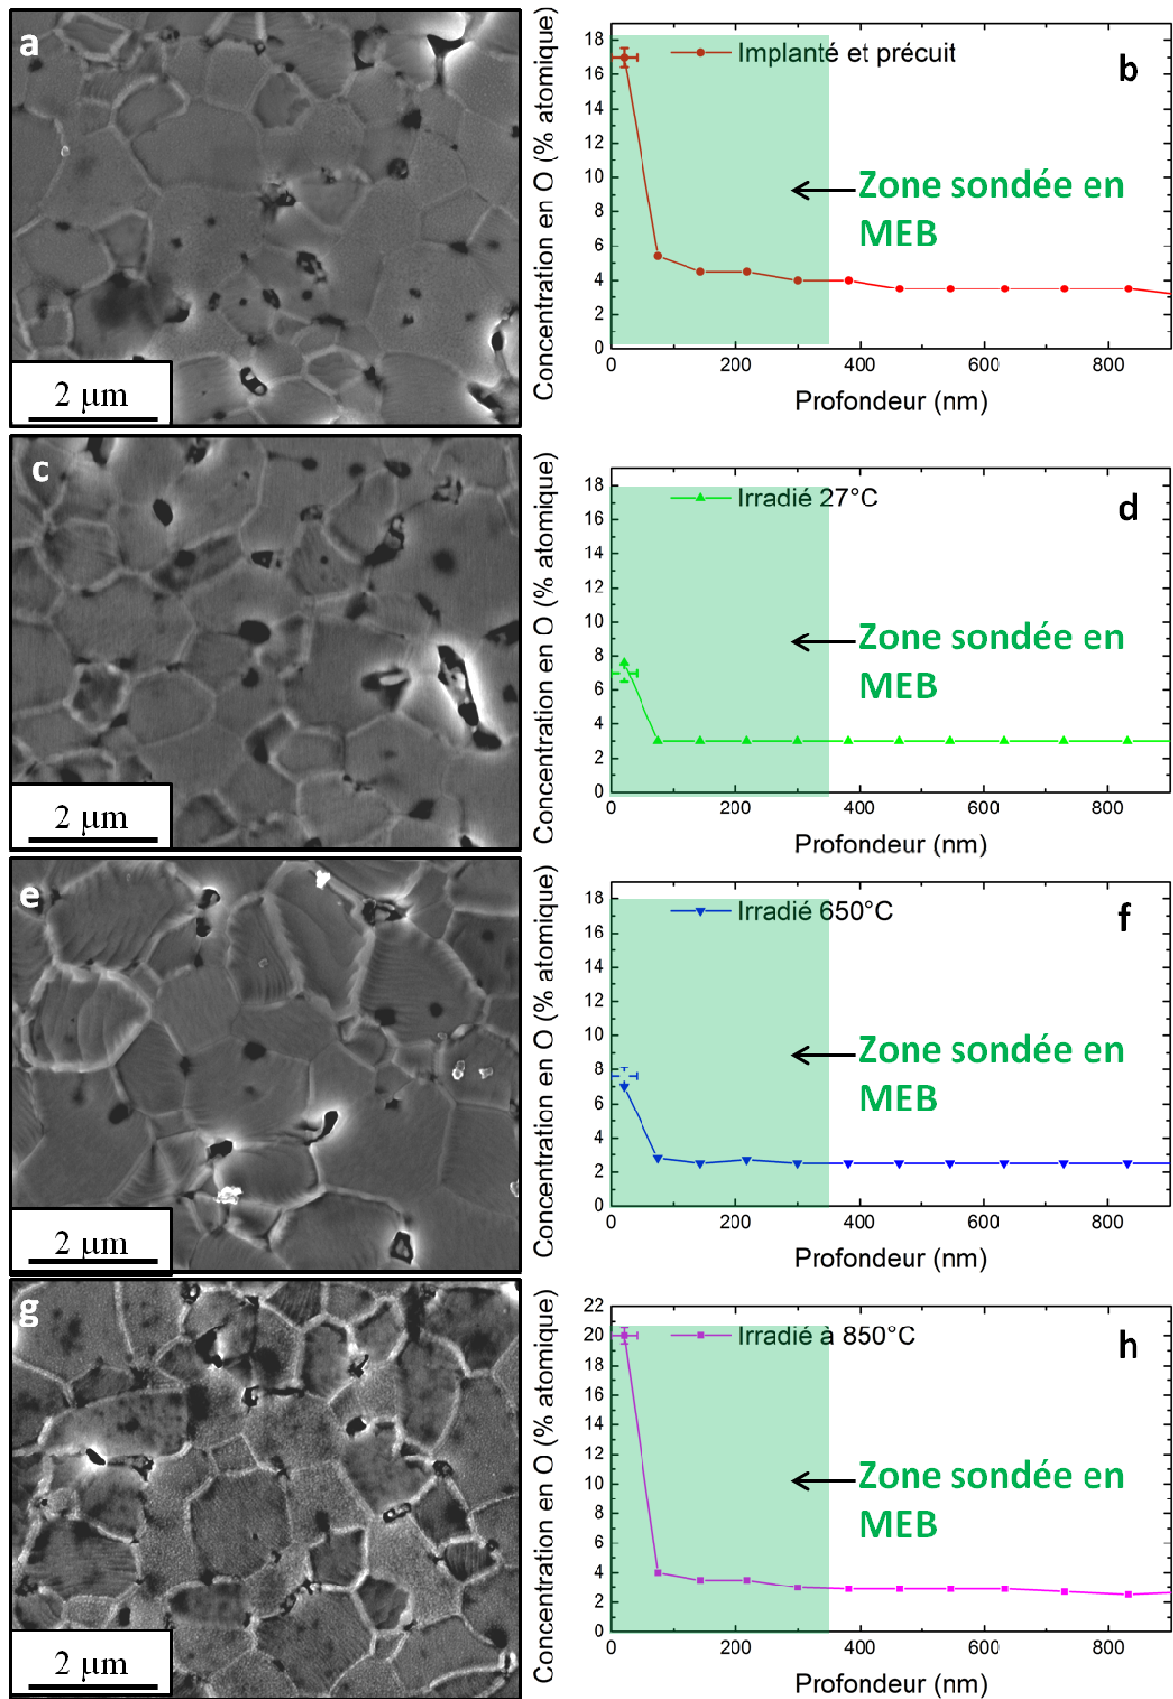 a
2 µm
Concentration en O (% atomique)
18
16
14
12
10
8
6
4
2
0
Implanté et précuit
b
Zone sondée en
MEB
0 200 400 600 800
Profondeur (nm)
c
2 µm
Concentration en O (% atomique)
18
16
14
12
10
8
6
4
2
0
Irradié 27°C
d
Zone sondée en
MEB
0 200 400 600 800
Profondeur (nm)
e
2 µm
Concentration en O (% atomique)
18
16
14
12
10
8
6
4
2
0
Irradié 650°C
f
Zone sondée en
MEB
0 200 400 600 800
Profondeur (nm)
g
2 µm
Concentration en O (% atomique)
22
20
18
16
14
12
10
8
6
4
2
0
Irradié à 850°C
h
Zone sondée en
MEB
0 200 400 600 800
Profondeur (nm)